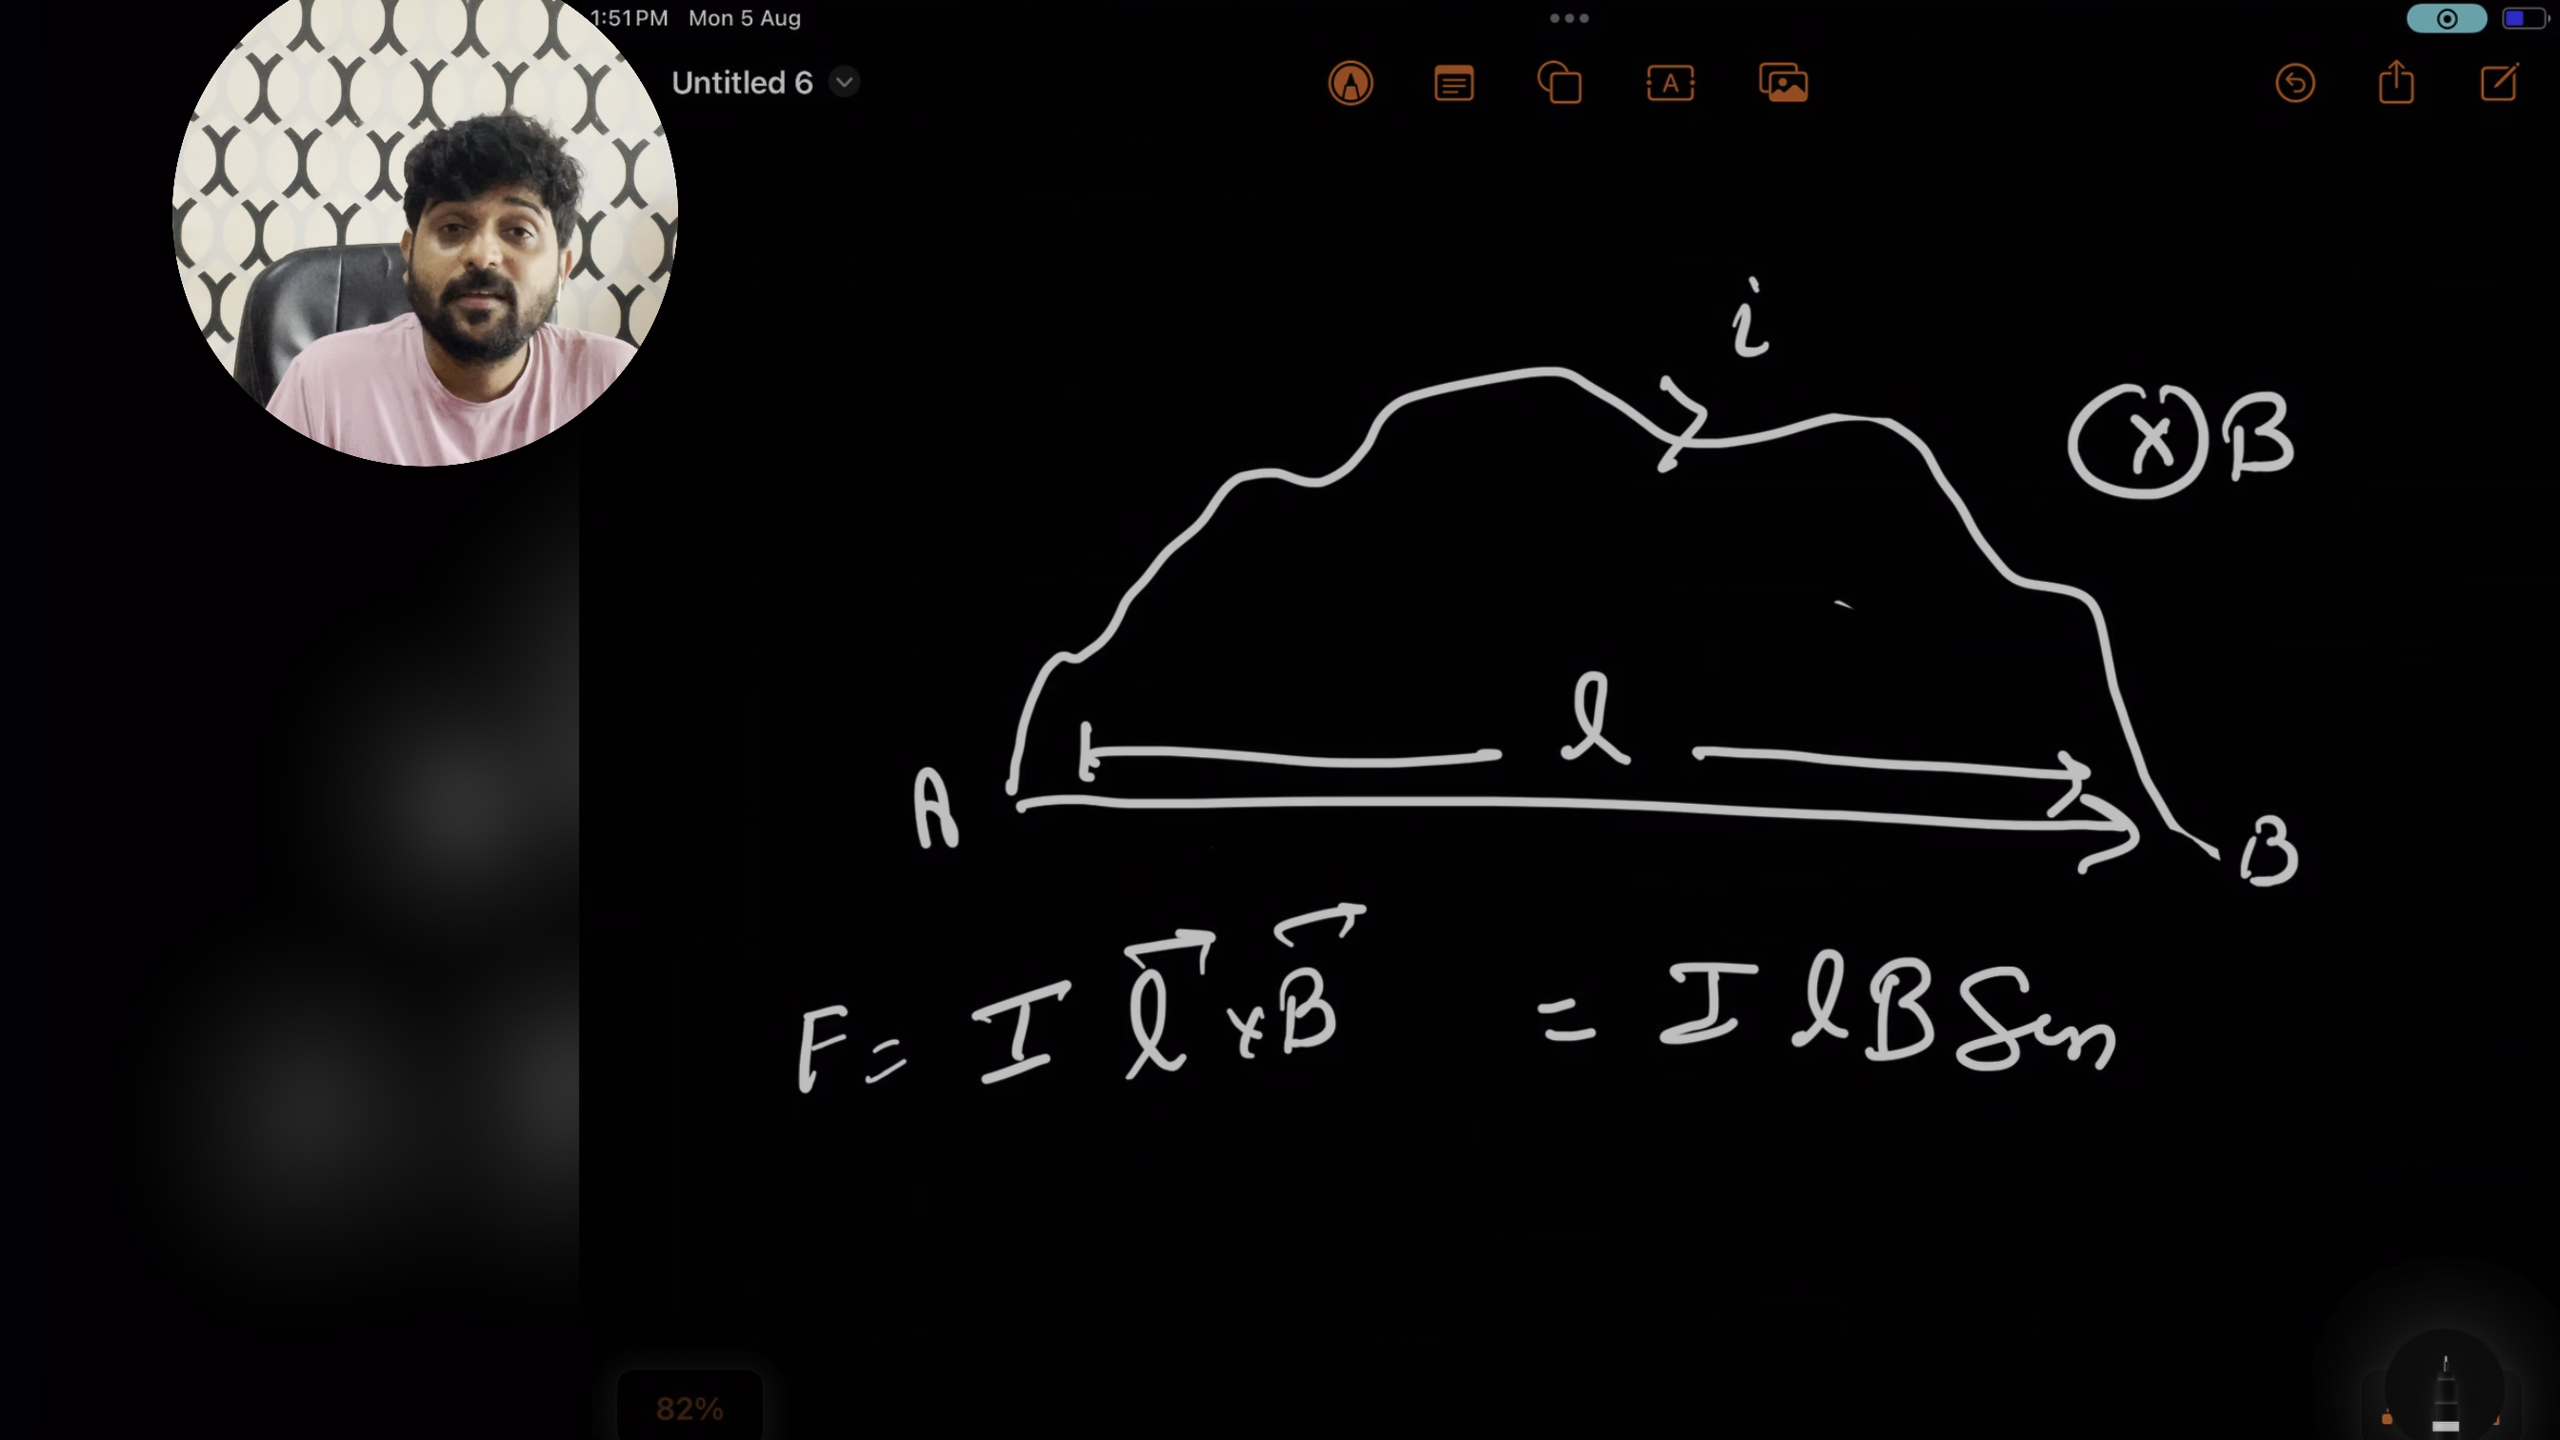 1:51 PM Mon 5 Aug
Untitled 6
i
x B
l
A
B
F = I l x B = I l B Sin
82%